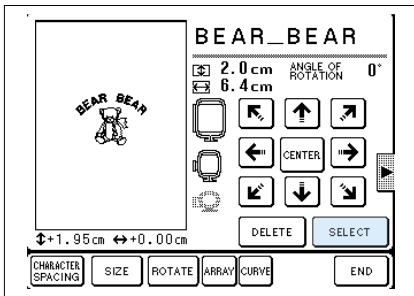 BEAR_BEAR
2.0cm ANGLE OF ROTATION 0°
6.4cm
BEAR BEAR
CENTER
DELETE SELECT
+1.95cm +0.00cm
CHARACTER SPACING SIZE ROTATE ARRAY CURVE END